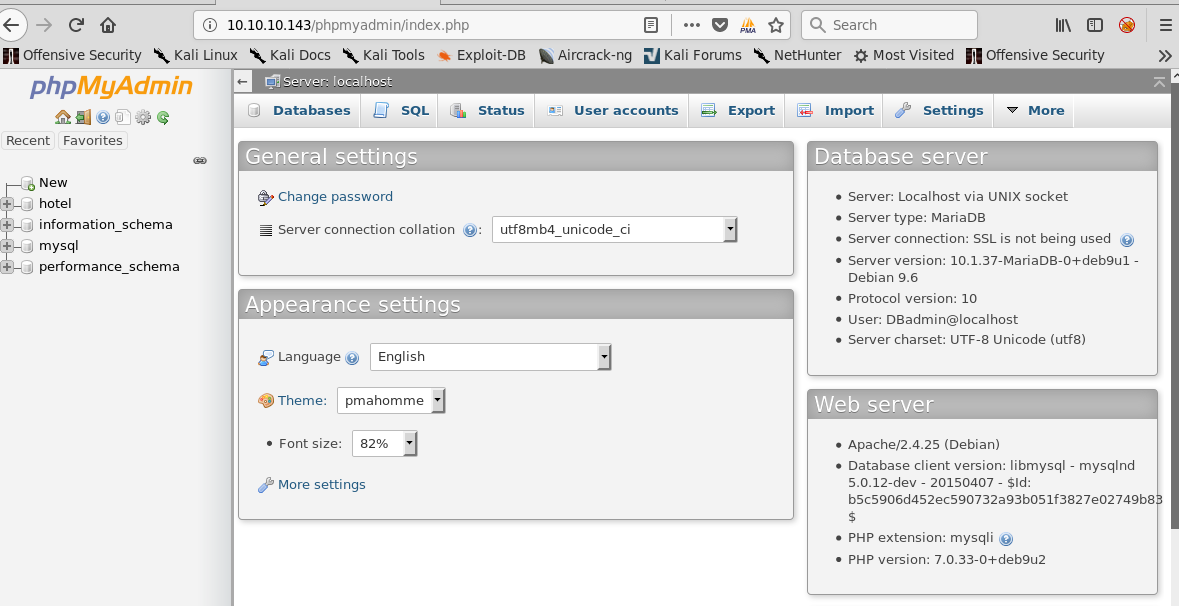 10.10.10.143/phpmyadmin/index.php
PMA
Search
Offensive Security Kali Linux Kali Docs Kali Tools Exploit-DB Aircrack-ng Kali Forums NetHunter Most Visited Offensive Security
phpMyAdmin
Recent Favorites
New
hotel
information_schema
mysql
performance_schema
Server: localhost
Databases SQL Status User accounts Export Import Settings More
General settings
Change password
Server connection collation : utf8mb4_unicode_ci
Appearance settings
Language English
Theme: pmahomme
Font size: 82%
More settings
Database server
Server: Localhost via UNIX socket
Server type: MariaDB
Server connection: SSL is not being used
Server version: 10.1.37-MariaDB-0+deb9u1 -
Debian 9.6
Protocol version: 10
User: DBadmin@localhost
Server charset: UTF-8 Unicode (utf8)
Web server
Apache/2.4.25 (Debian)
Database client version: libmysql - mysqlnd
5.0.12-dev - 20150407 - $Id:
b5c5906d452ec590732a93b051f3827e02749b83
$
PHP extension: mysqli
PHP version: 7.0.33-0+deb9u2